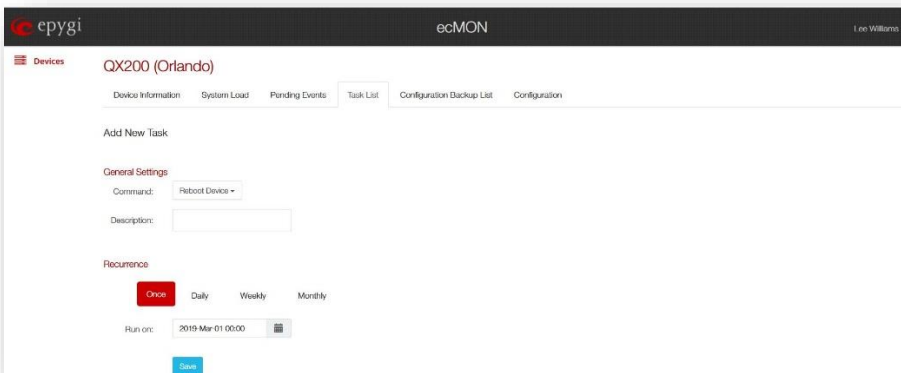 epygi
ecMON
Lee Williams
Devices
QX200 (Orlando)
Device Information System Load Pending Events Task List Configuration Backup List Configuration
Add New Task
General Settings
Command: Reboot Device
Description:
Recurrence
Once Daily Weekly Monthly
Run on: 2019-Mar-01 00:00
Save